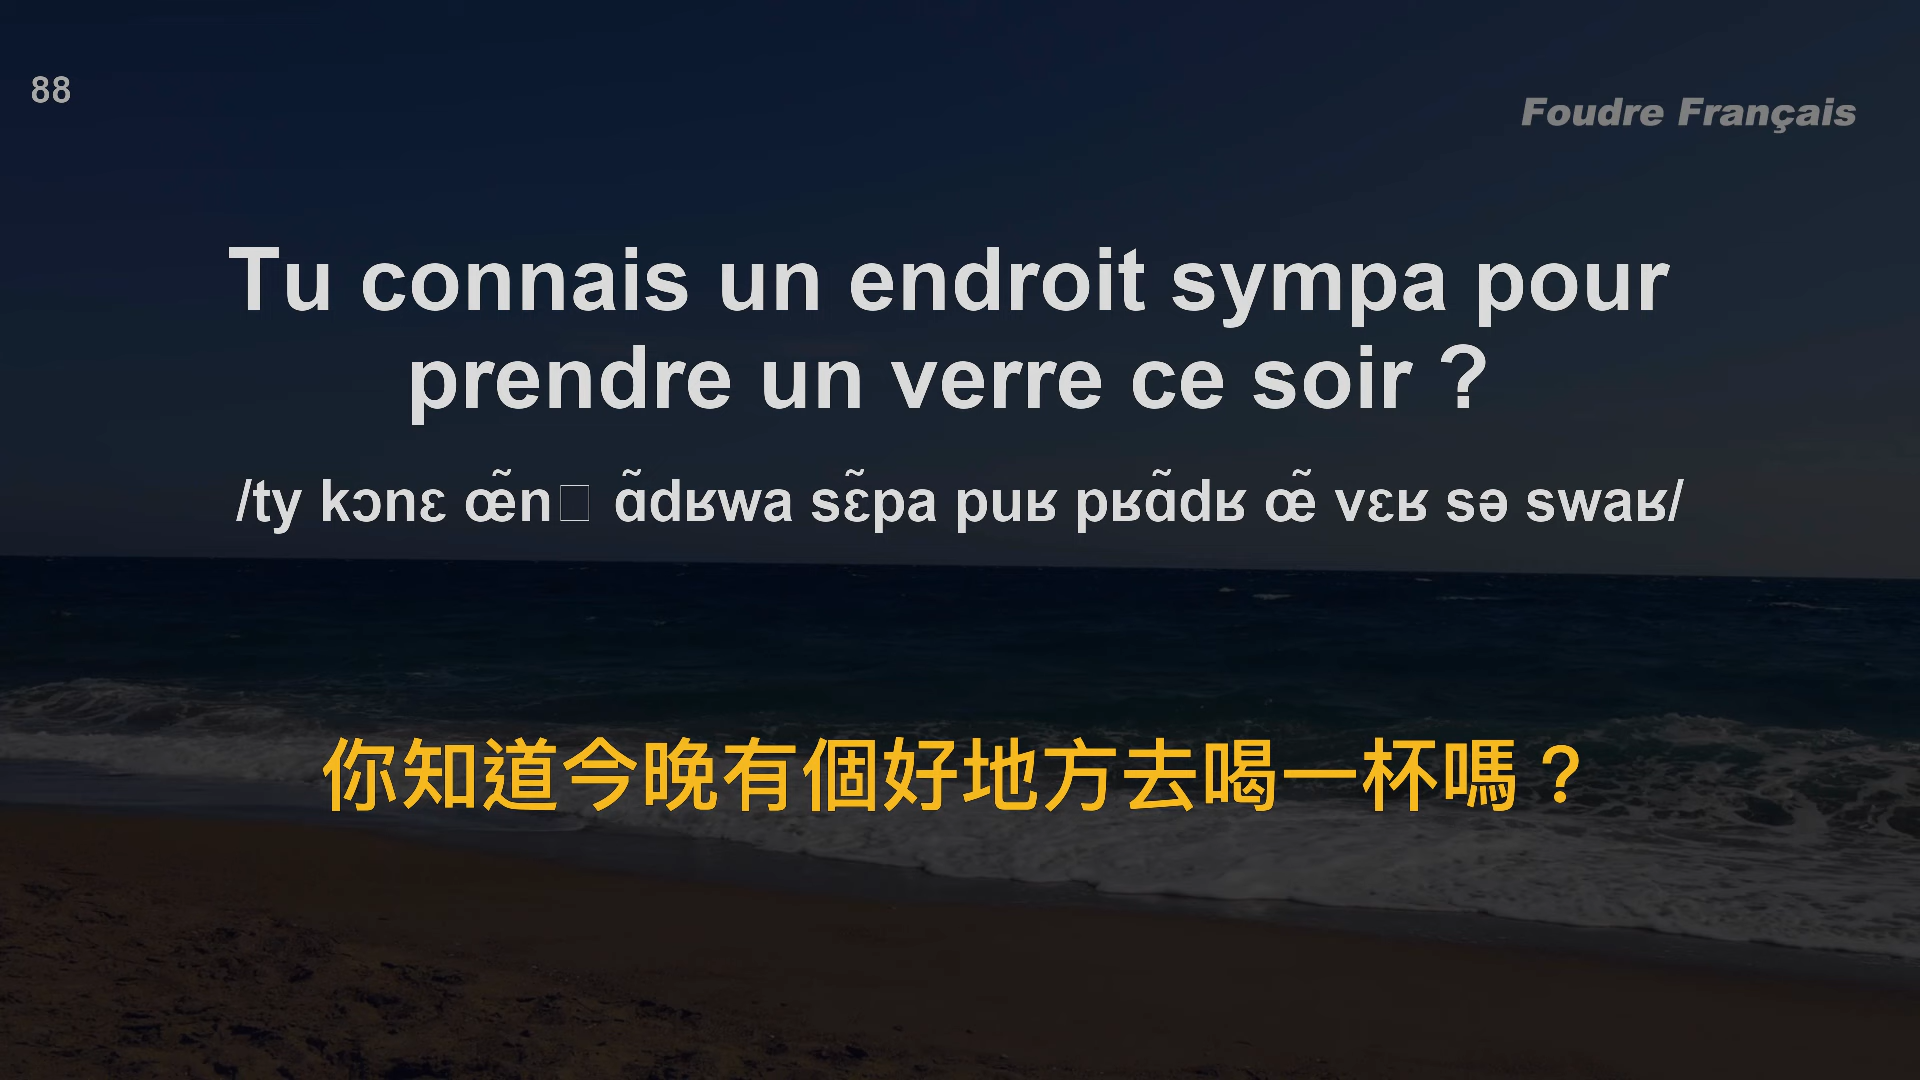 88
Foudre Français
Tu connais un endroit sympa pour
prendre un verre ce soir ?
/ty kɔnɛ œ̃n□ ɑ̃dʁwa sɛ̃pa puʁ pʁɑ̃dʁ œ̃ vɛʁ sə swaʁ/
你知道今晚有個好地方去喝一杯嗎？